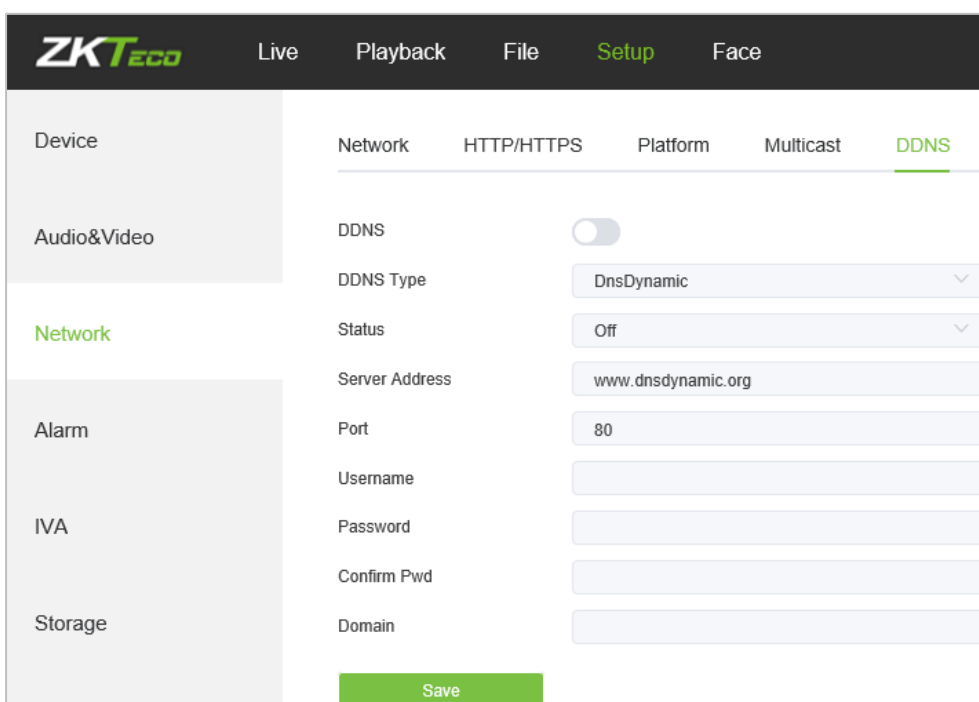 ZKTeco Live Playback File Setup Face
Device
Audio&Video
Network
Alarm
IVA
Storage
Network HTTP/HTTPS Platform Multicast DDNS
DDNS
DDNS Type DnsDynamic
Status Off
Server Address www.dnsdynamic.org
Port 80
Username
Password
Confirm Pwd
Domain
Save